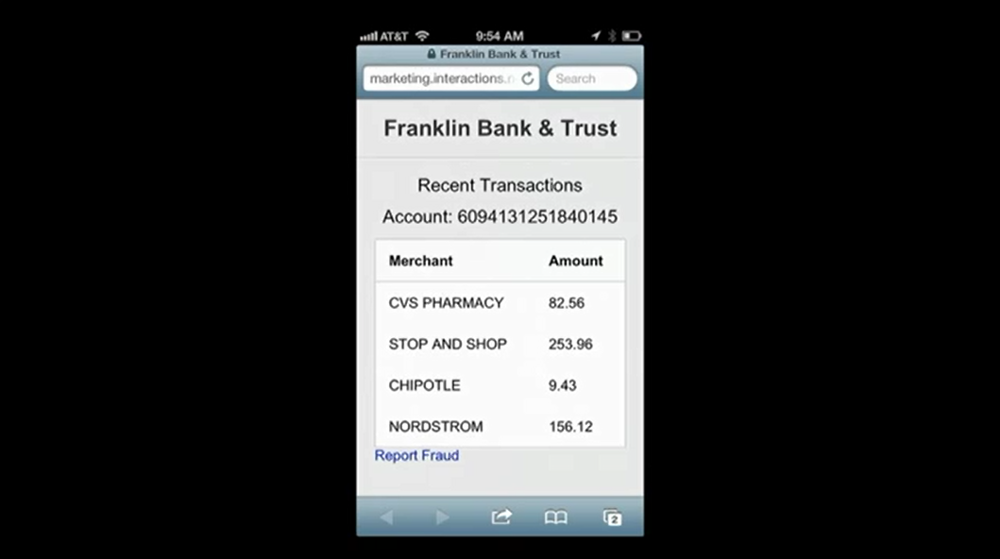 AT&T 9:54 AM
Franklin Bank & Trust
marketing.interactions. Search
Franklin Bank & Trust
Recent Transactions
Account: 6094131251840145
Merchant Amount
CVS PHARMACY 82.56
STOP AND SHOP 253.96
CHIPOTLE 9.43
NORDSTROM 156.12
Report Fraud
2